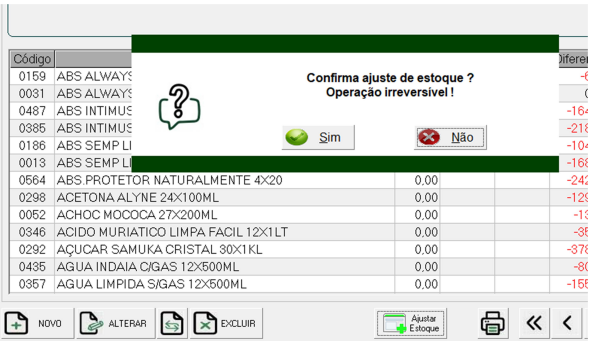 Código Diferen
Confirma ajuste de estoque ?
Operação irreversível !
Sim Não
0159 ABS ALWAYS
0031 ABS ALWAYS
0487 ABS INTIMUS -164
0385 ABS INTIMUS -218
0186 ABS SEMP LI -104
0013 ABS SEMP LI -168
0564 ABS.PROTETOR NATURALMENTE 4X20 0,00 -242
0298 ACETONA ALYNE 24X100ML 0,00 -129
0052 ACHOC MOCOCA 27X200ML 0,00 -13
0346 ACIDO MURIATICO LIMPA FACIL 12X1LT 0,00 -35
0292 AÇUCAR SAMUKA CRISTAL 30X1KL 0,00 -378
0435 AGUA INDAIA C/GAS 12X500ML 0,00 -80
0357 AGUA LIMPIDA S/GAS 12X500ML 0,00 -155
NOVO ALTERAR EXCLUIR Ajustar
Estoque